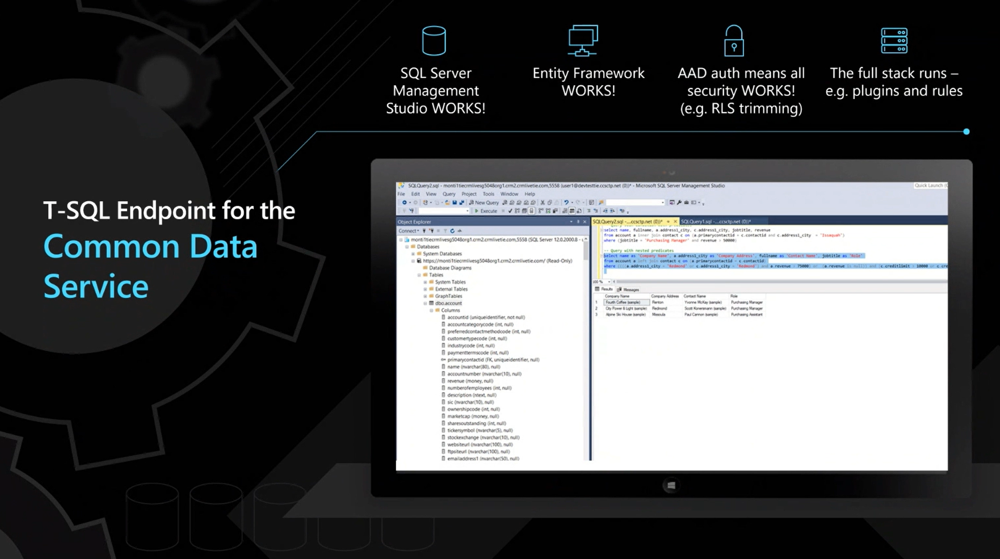 SQL Server
Management
Studio WORKS!
Entity Framework
WORKS!
AAD auth means all
security WORKS!
(e.g. RLS trimming)
The full stack runs –
e.g. plugins and rules
T-SQL Endpoint for the
Common Data
Service
SQLQuery2.sql - monti1tiecrmlivesg5048org1.crm2.crmlivetie.com,5558 (user1@devtesttie.ccsctp.net (0))* - Microsoft SQL Server Management Studio
Quick Launch (C
File Edit View Query Project Tools Window Help
New Query
Execute
Object Explorer
Connect
monti1tiecrmlivesg5048org1.crm2.crmlivetie.com,5558 (SQL Server 12.0.2000.8 - u
Databases
System Databases
https://monti1tiecrmlivesg5048org1.crm2.crmlivetie.com/ (Read-Only)
Database Diagrams
Tables
System Tables
External Tables
GraphTables
dbo.account
Columns
accountid (uniqueidentifier, not null)
accountcategorycode (int, null)
preferredcontactmethodcode (int, null)
customertypecode (int, null)
industrycode (int, null)
paymenttermscode (int, null)
primarycontactid (FK, uniqueidentifier, null)
name (nvarchar(80), null)
accountnumber (nvarchar(10), null)
revenue (money, null)
numberofemployees (int, null)
description (ntext, null)
sic (nvarchar(10), null)
ownershipcode (int, null)
marketcap (money, null)
sharesoutstanding (int, null)
tickersymbol (nvarchar(5), null)
stockexchange (nvarchar(10), null)
websiteurl (nvarchar(100), null)
ftpsiteurl (nvarchar(100), null)
emailaddress1 (nvarchar(50), null)
SQLQuery2.sql -...ccsctp.net (0))* SQLQuery1.sql -...ccsctp.net (0))*
select name, fullname, a.address1_city, c.address1_city, jobtitle, revenue
from account a inner join contact c on (a.primarycontactid = c.contactid and c.address1_city = 'Issaquah')
where (jobtitle = 'Purchasing Manager' and revenue > 50000)
-- Query with nested predicates
select name as 'Company Name', a.address1_city as 'Company Address', fullname as 'Contact Name', jobtitle as 'Role'
from account a left join contact c on (a.primarycontactid = c.contactid)
where ((((a.address1_city = 'Redmond' or c.address1_city = 'Redmond') and a.revenue > 75000) or (a.revenue is null)) and (c.creditlimit > 10000 or c.cre
100 %
Results Messages
Company Name Company Address Contact Name Role
1 Fourth Coffee (sample) Renton Yvonne McKay (sample) Purchasing Manager
2 City Power & Light (sample) Redmond Scott Konersmann (sample) Purchasing Manager
3 Alpine Ski House (sample) Missoula Paul Cannon (sample) Purchasing Assistant